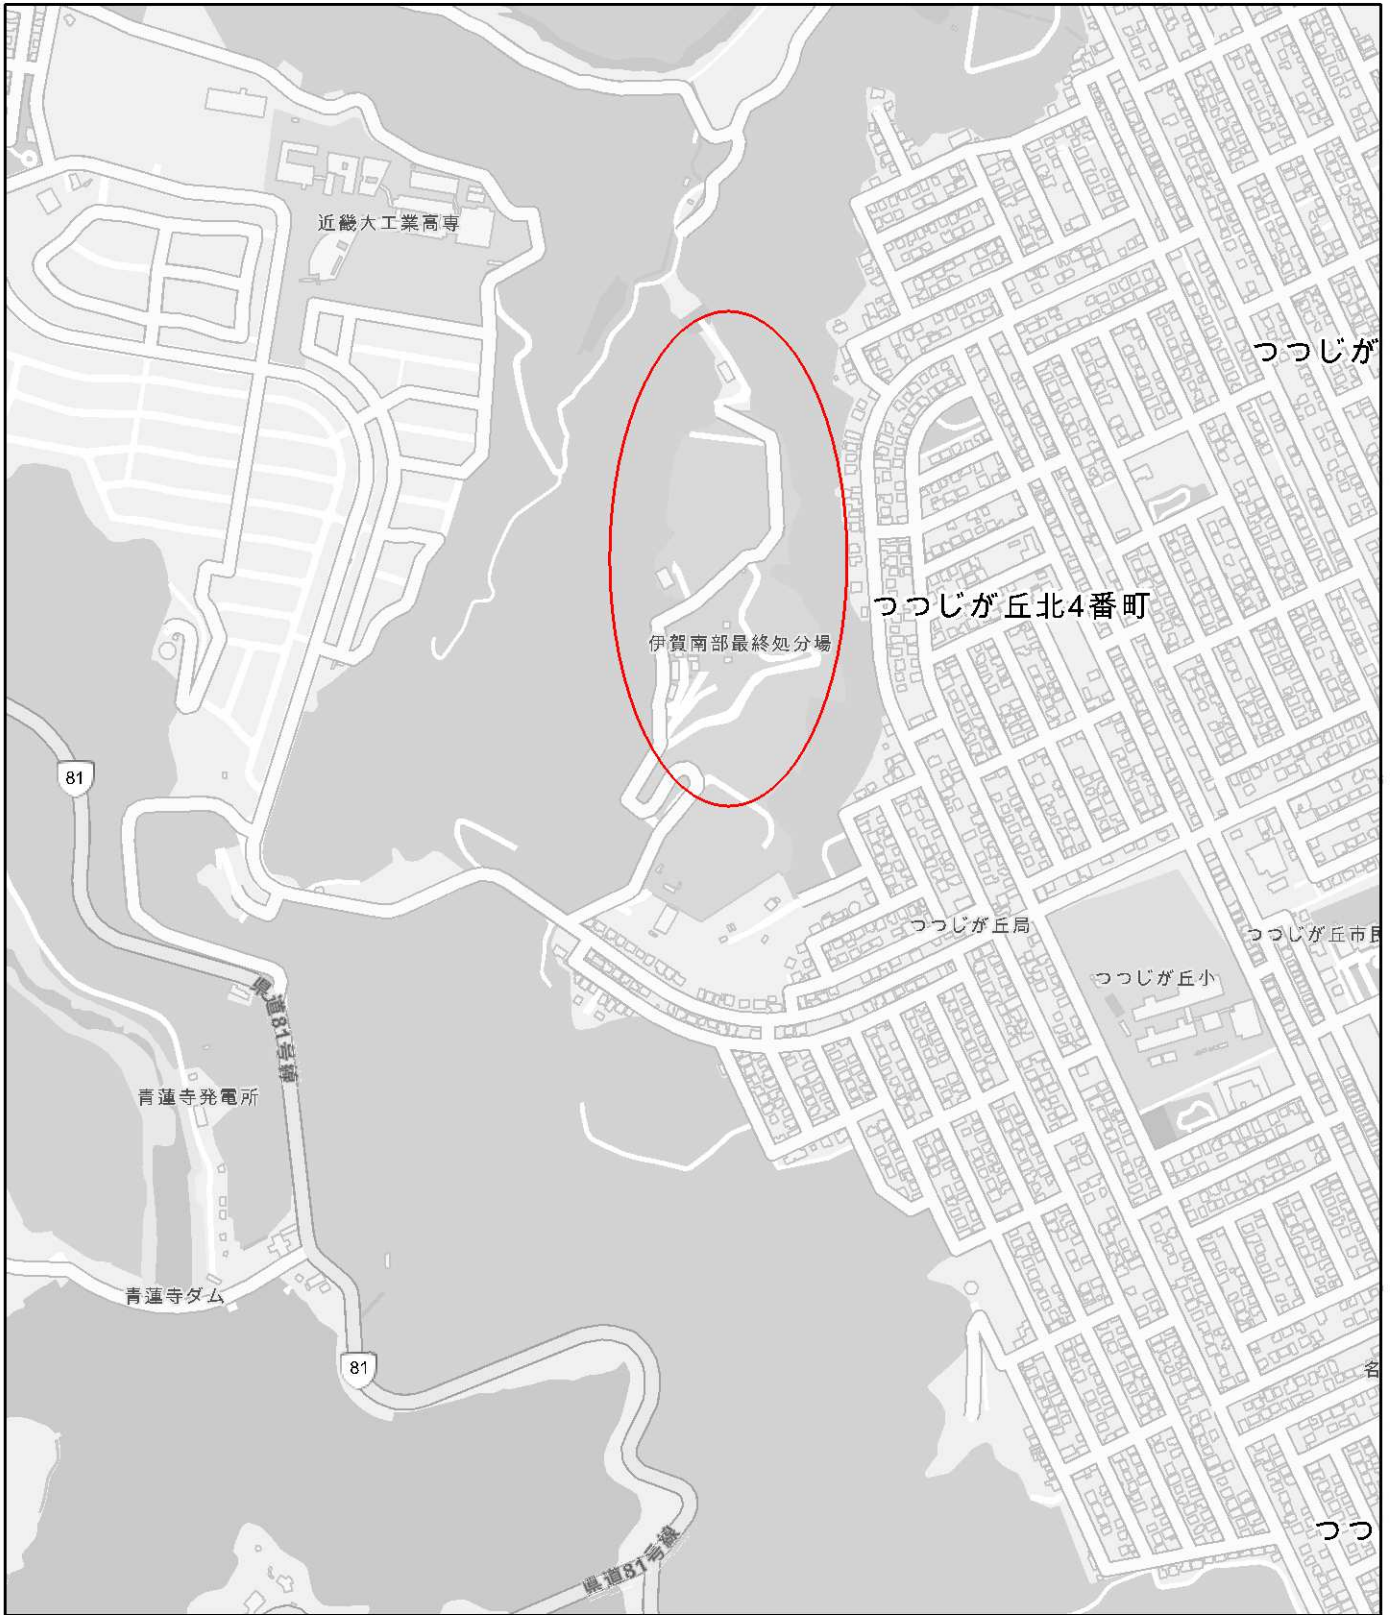 近畿大工業高専
つつじが
つつじが丘北4番町
伊賀南部最終処分場
81
つつじが丘局
つつじが丘市民
つつじが丘小
県道81号線
青蓮寺発電所
青蓮寺ダム
81
名
県道81号線
つつ